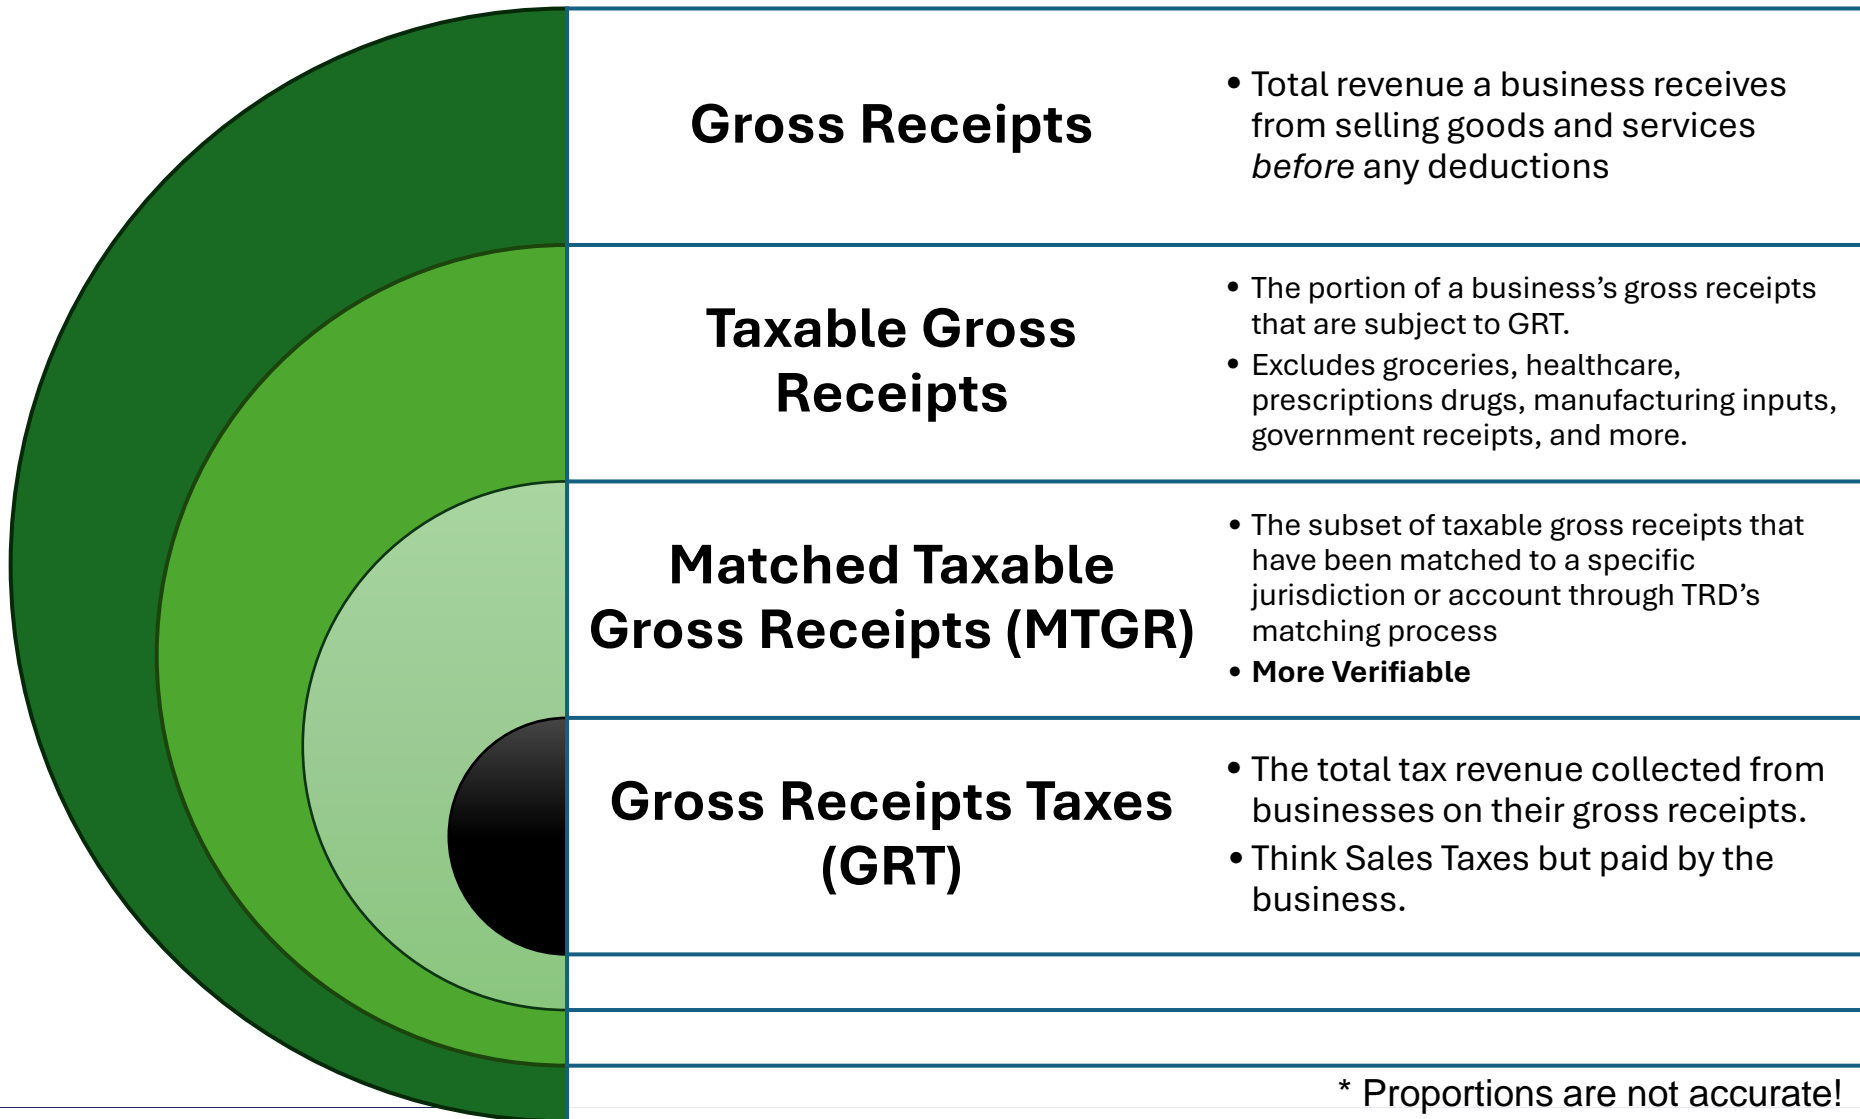 Gross Receipts
• Total revenue a business receives
from selling goods and services
before any deductions
Taxable Gross
Receipts
• The portion of a business’s gross receipts
that are subject to GRT.
• Excludes groceries, healthcare,
prescriptions drugs, manufacturing inputs,
government receipts, and more.
Matched Taxable
Gross Receipts (MTGR)
• The subset of taxable gross receipts that
have been matched to a specific
jurisdiction or account through TRD’s
matching process
• More Verifiable
Gross Receipts Taxes
(GRT)
• The total tax revenue collected from
businesses on their gross receipts.
• Think Sales Taxes but paid by the
business.
* Proportions are not accurate!